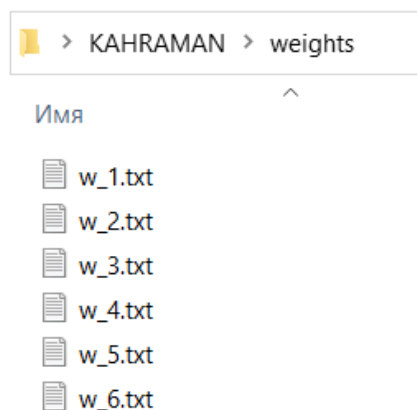 > KAHRAMAN > weights
Имя
w_1.txt
w_2.txt
w_3.txt
w_4.txt
w_5.txt
w_6.txt